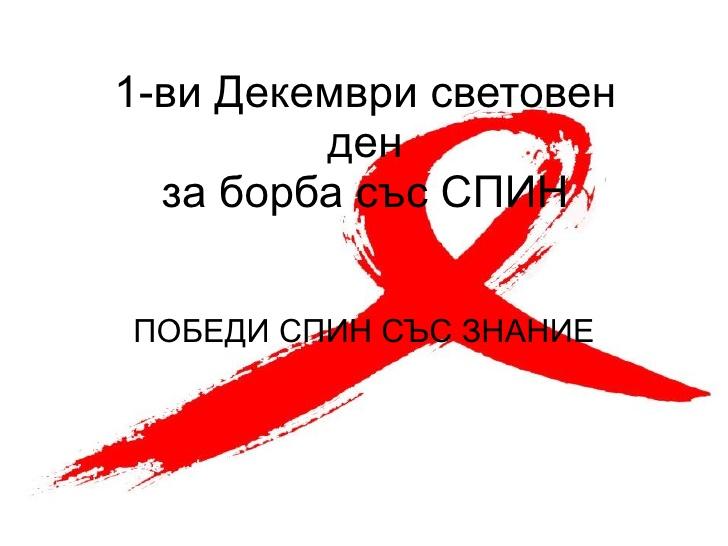 1-ви Декември световен
ден
за борба със СПИН
ПОБЕДИ СПИН СЪС ЗНАНИЕ